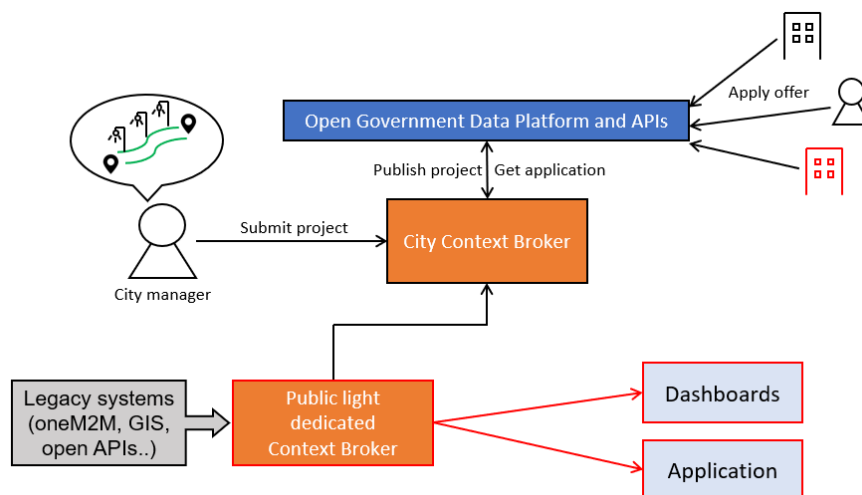 Apply offer
Open Government Data Platform and APIs
Publish project
Get application
Submit project
City Context Broker
City manager
Legacy systems
(oneM2M, GIS,
open APIs..)
Public light
dedicated
Context Broker
Dashboards
Application